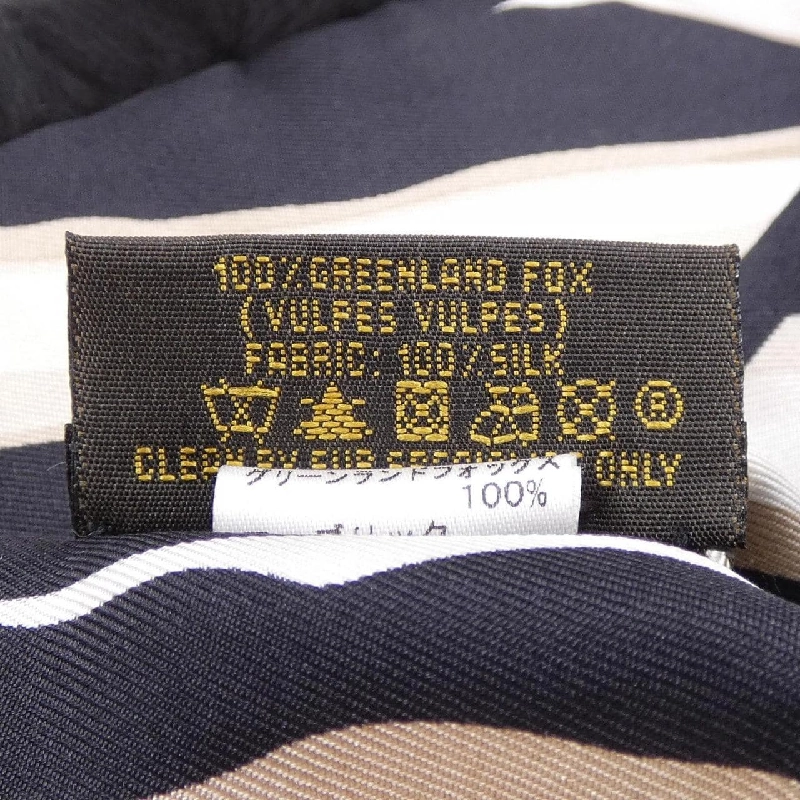 100% GREENLAND FOX
(VULPES VULPES)
FABRIC: 100% SILK
CLEAN BY FUR SPECIALIST ONLY
グリーンランドフォックス
100%